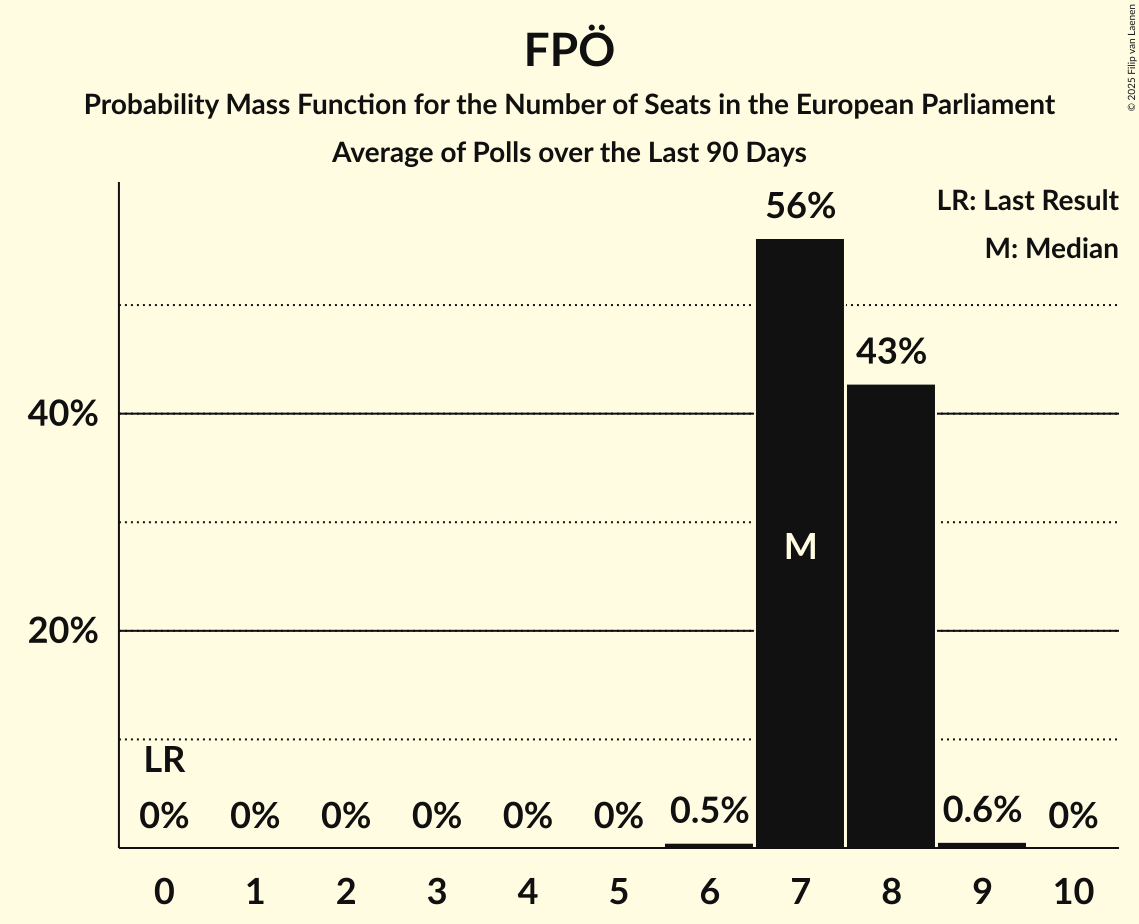 FPÖ
Probability Mass Function for the Number of Seats in the European Parliament
Average of Polls over the Last 90 Days
© 2025 Filip van Laenen
LR: Last Result
M: Median
56%
43%
40%
M
20%
LR
0% 0% 0% 0% 0% 0% 0.5% 0.6% 0%
0 1 2 3 4 5 6 7 8 9 10